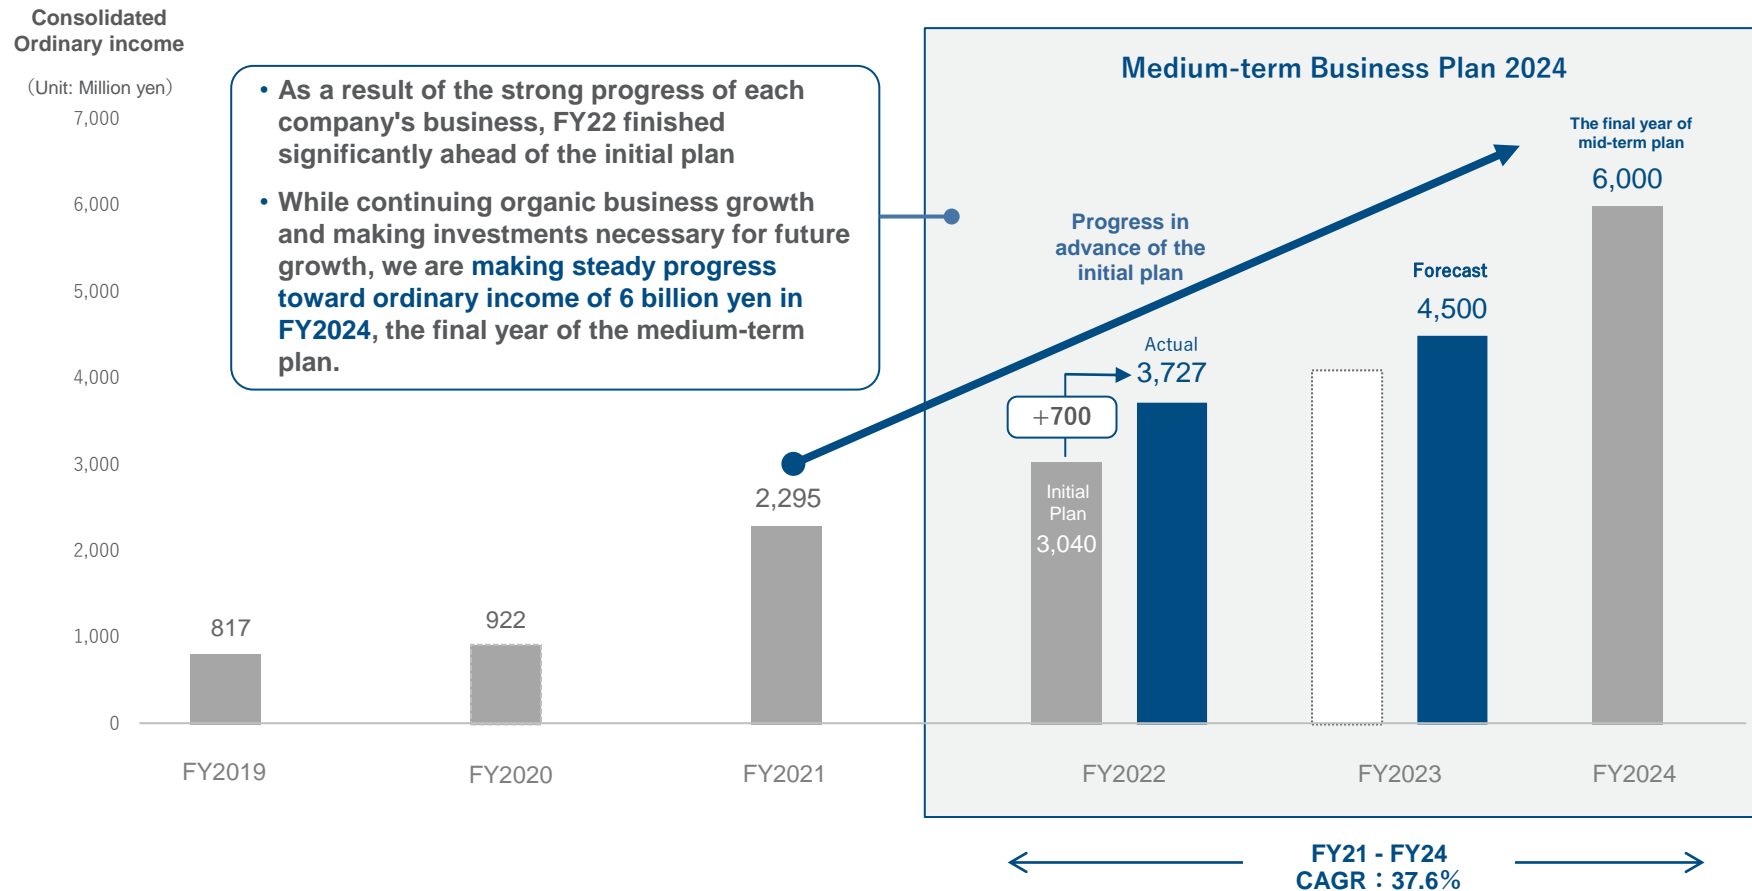 Consolidated
Ordinary income
（Unit: Million yen）
7,000
6,000
5,000
4,000
3,000
2,000
1,000
0
• As a result of the strong progress of each
company's business, FY22 finished
significantly ahead of the initial plan
• While continuing organic business growth
and making investments necessary for future
growth, we are making steady progress
toward ordinary income of 6 billion yen in
FY2024, the final year of the medium-term
plan.
Medium-term Business Plan 2024
The final year of
mid-term plan
6,000
Progress in
advance of the
initial plan
Forecast
4,500
Actual
3,727
+700
Initial
Plan
3,040
2,295
922
817
FY2019
FY2020
FY2021
FY2022
FY2023
FY2024
FY21 - FY24
CAGR：37.6%